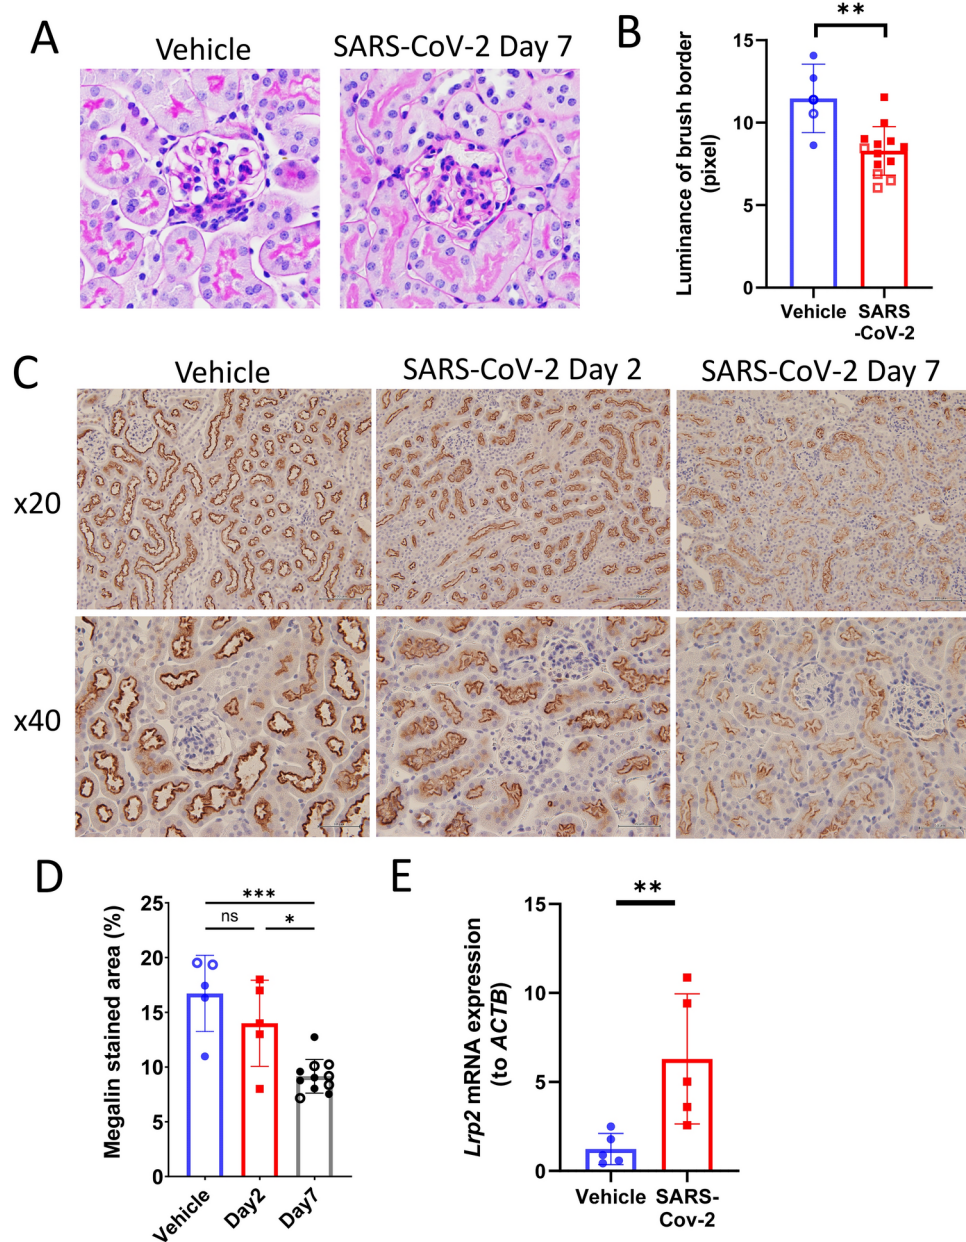 A
Vehicle
SARS-CoV-2 Day 7
B
**
Luminance of brush border
(pixel)
15
10
5
0
Vehicle
SARS
-CoV-2
C
Vehicle
SARS-CoV-2 Day 2
SARS-CoV-2 Day 7
x20
x40
D
Megalin stained area (%)
25
20
15
10
5
0
***
ns
*
Vehicle
Day2
Day7
E
**
Lrp2 mRNA expression
(to ACTB)
15
10
5
0
Vehicle
SARS-
Cov-2